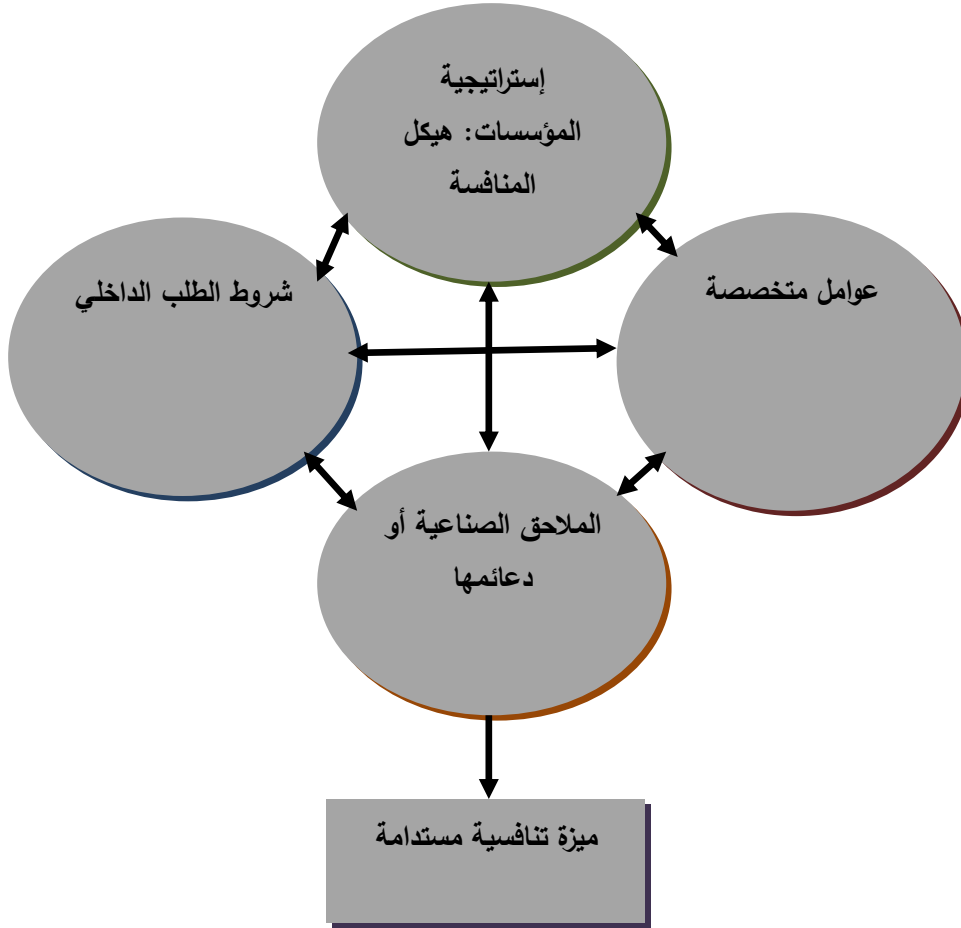 إستراتيجية
المؤسسات: هيكل
المنافسة
عوامل متخصصة
شروط الطلب الداخلي
الملاحق الصناعية أو
دعائمها
ميزة تنافسية مستدامة